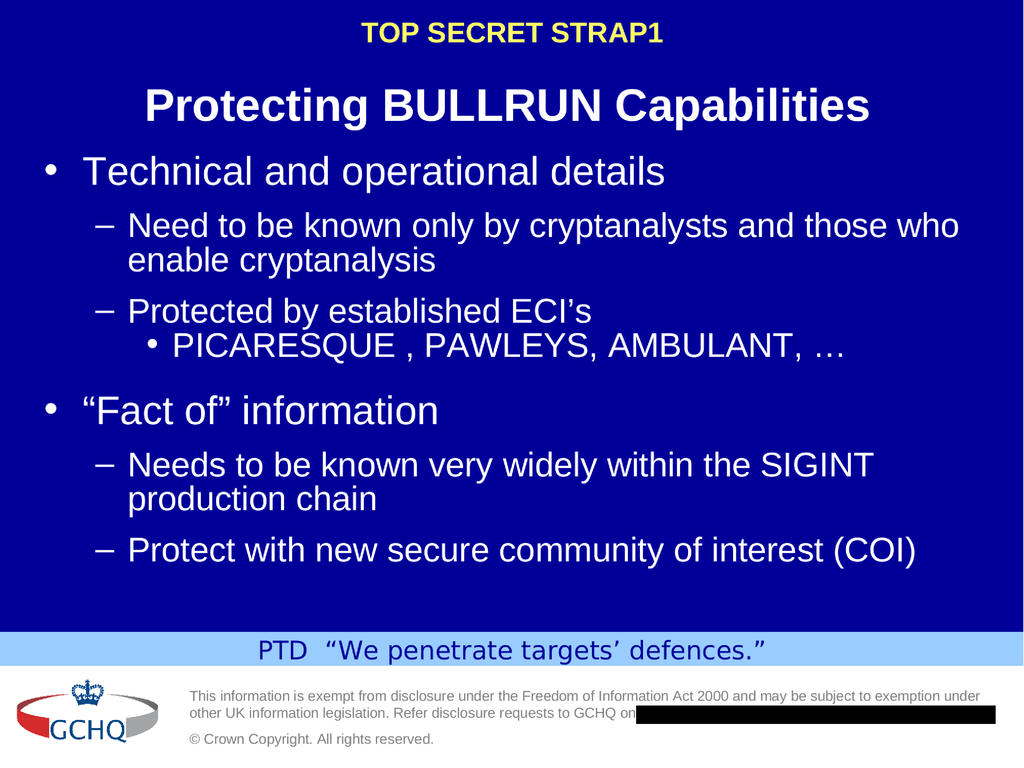 TOP SECRET STRAP1
Protecting BULLRUN Capabilities
• Technical and operational details
– Need to be known only by cryptanalysts and those who
enable cryptanalysis
– Protected by established ECI’s
• PICARESQUE , PAWLEYS, AMBULANT, …
• “Fact of” information
– Needs to be known very widely within the SIGINT
production chain
– Protect with new secure community of interest (COI)
PTD “We penetrate targets’ defences.”
GCHQ
This information is exempt from disclosure under the Freedom of Information Act 2000 and may be subject to exemption under
other UK information legislation. Refer disclosure requests to GCHQ on
© Crown Copyright. All rights reserved.